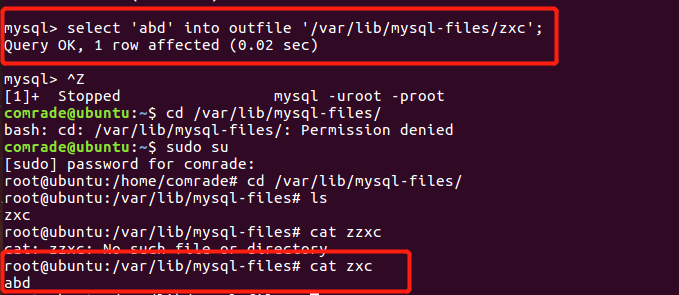 mysql> select 'abd' into outfile '/var/lib/mysql-files/zxc';
Query OK, 1 row affected (0.02 sec)
mysql> ^Z
[1]+  Stopped                 mysql -uroot -proot
comrade@ubuntu:~$ cd /var/lib/mysql-files/
bash: cd: /var/lib/mysql-files/: Permission denied
comrade@ubuntu:~$ sudo su
[sudo] password for comrade:
root@ubuntu:/home/comrade# cd /var/lib/mysql-files/
root@ubuntu:/var/lib/mysql-files# ls
zxc
root@ubuntu:/var/lib/mysql-files# cat zzxc
cat: zzxc: No such file or directory
root@ubuntu:/var/lib/mysql-files# cat zxc
abd